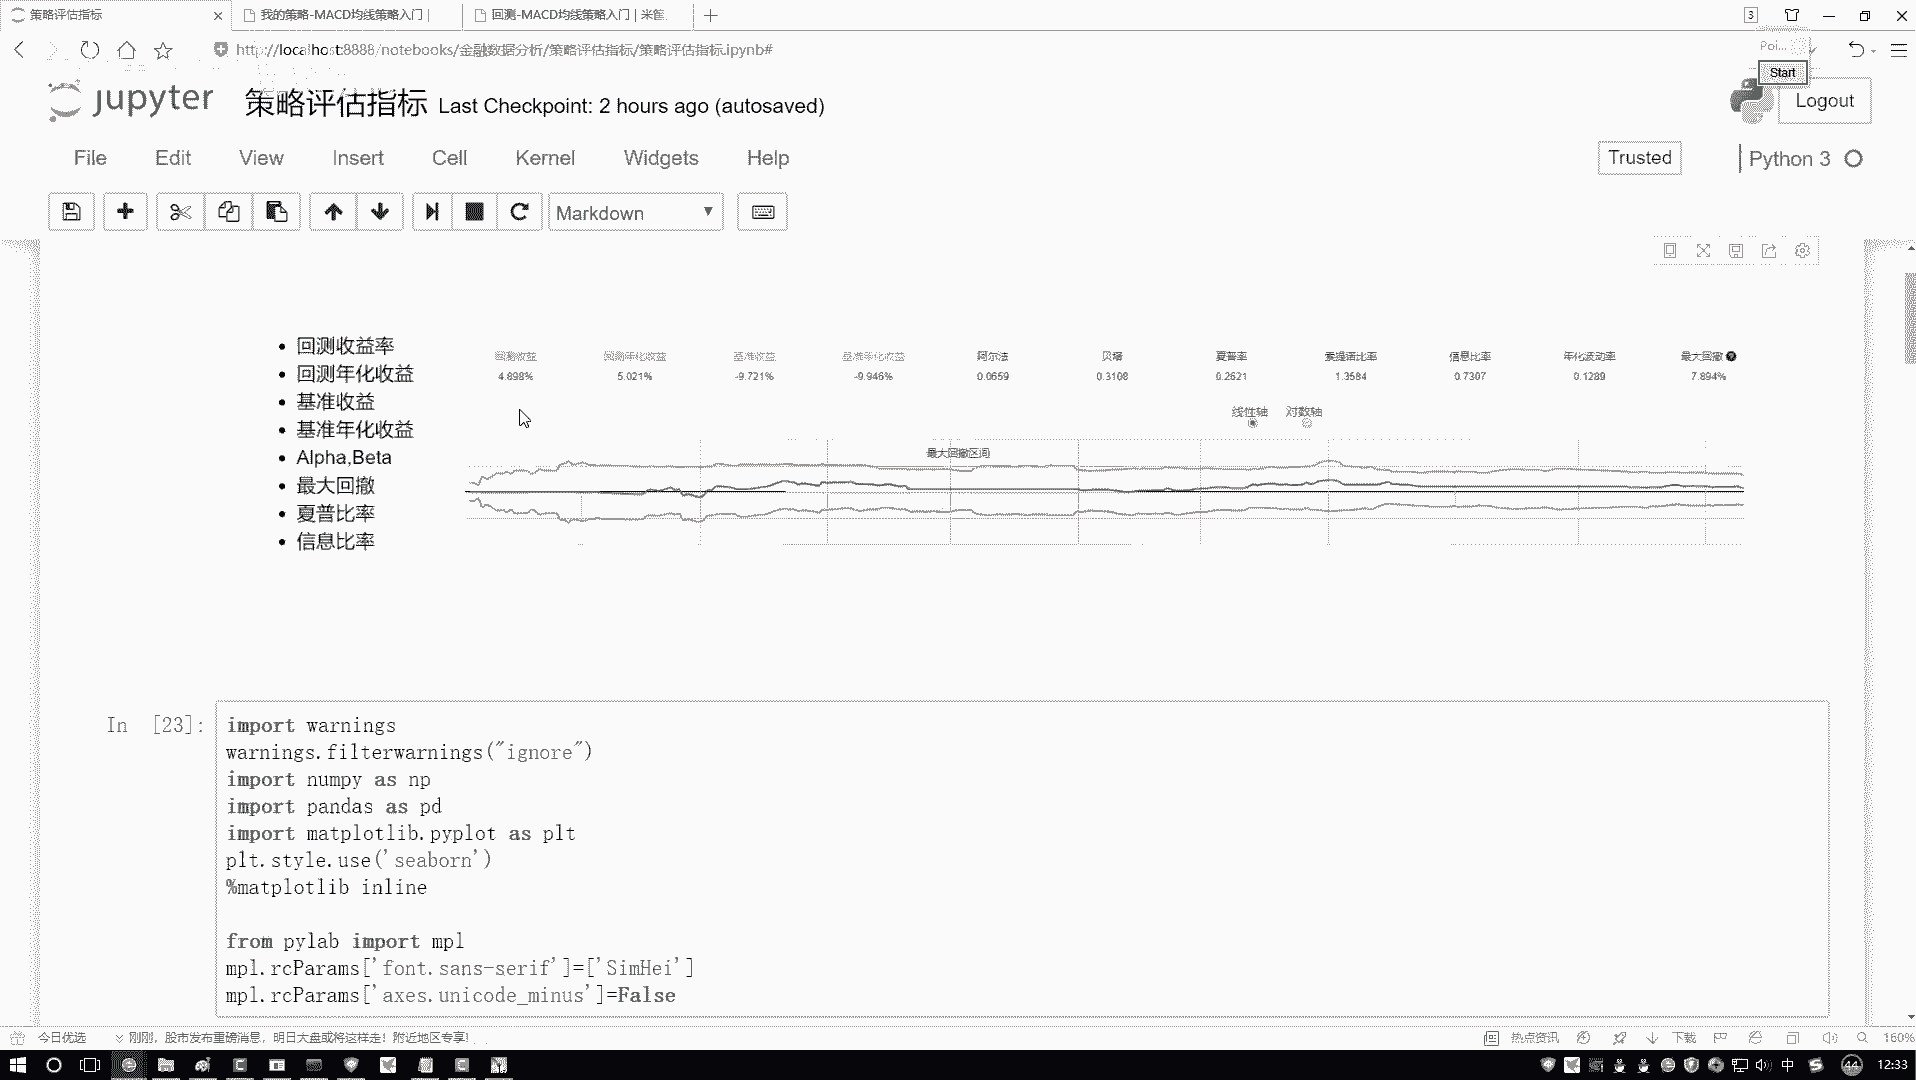 策略评估指标
我的策略-MACD均线策略入门 |
回测-MACD均线策略入门 | 米筐
3
http://localhost:8888/notebooks/金融数据分析/策略评估指标/策略评估指标.ipynb#
Poi...
Start
jupyter 策略评估指标 Last Checkpoint: 2 hours ago (autosaved)
Logout
File Edit View Insert Cell Kernel Widgets Help
Trusted Python 3
Markdown
回测收益率
回测年化收益
基准收益
基准年化收益
Alpha,Beta
最大回撤
夏普比率
信息比率
回测收益 回测年化收益 基准收益 基准年化收益 阿尔法 贝塔 夏普率 索提诺比率 信息比率 年化波动率 最大回撤
4.898% 5.021% -9.721% -9.946% 0.0659 0.3108 0.2621 1.3584 0.7307 0.1289 7.894%
线性轴 对数轴
最大回撤区间
In [23]:
import warnings
warnings.filterwarnings("ignore")
import numpy as np
import pandas as pd
import matplotlib.pyplot as plt
plt.style.use('seaborn')
%matplotlib inline
from pylab import mpl
mpl.rcParams['font.sans-serif']=['SimHei']
mpl.rcParams['axes.unicode_minus']=False
今日优选 刚刚，股市发布重磅消息，明日大盘或将这样走！附近地区专享！
热点资讯 下载 160%
中 44 12:33